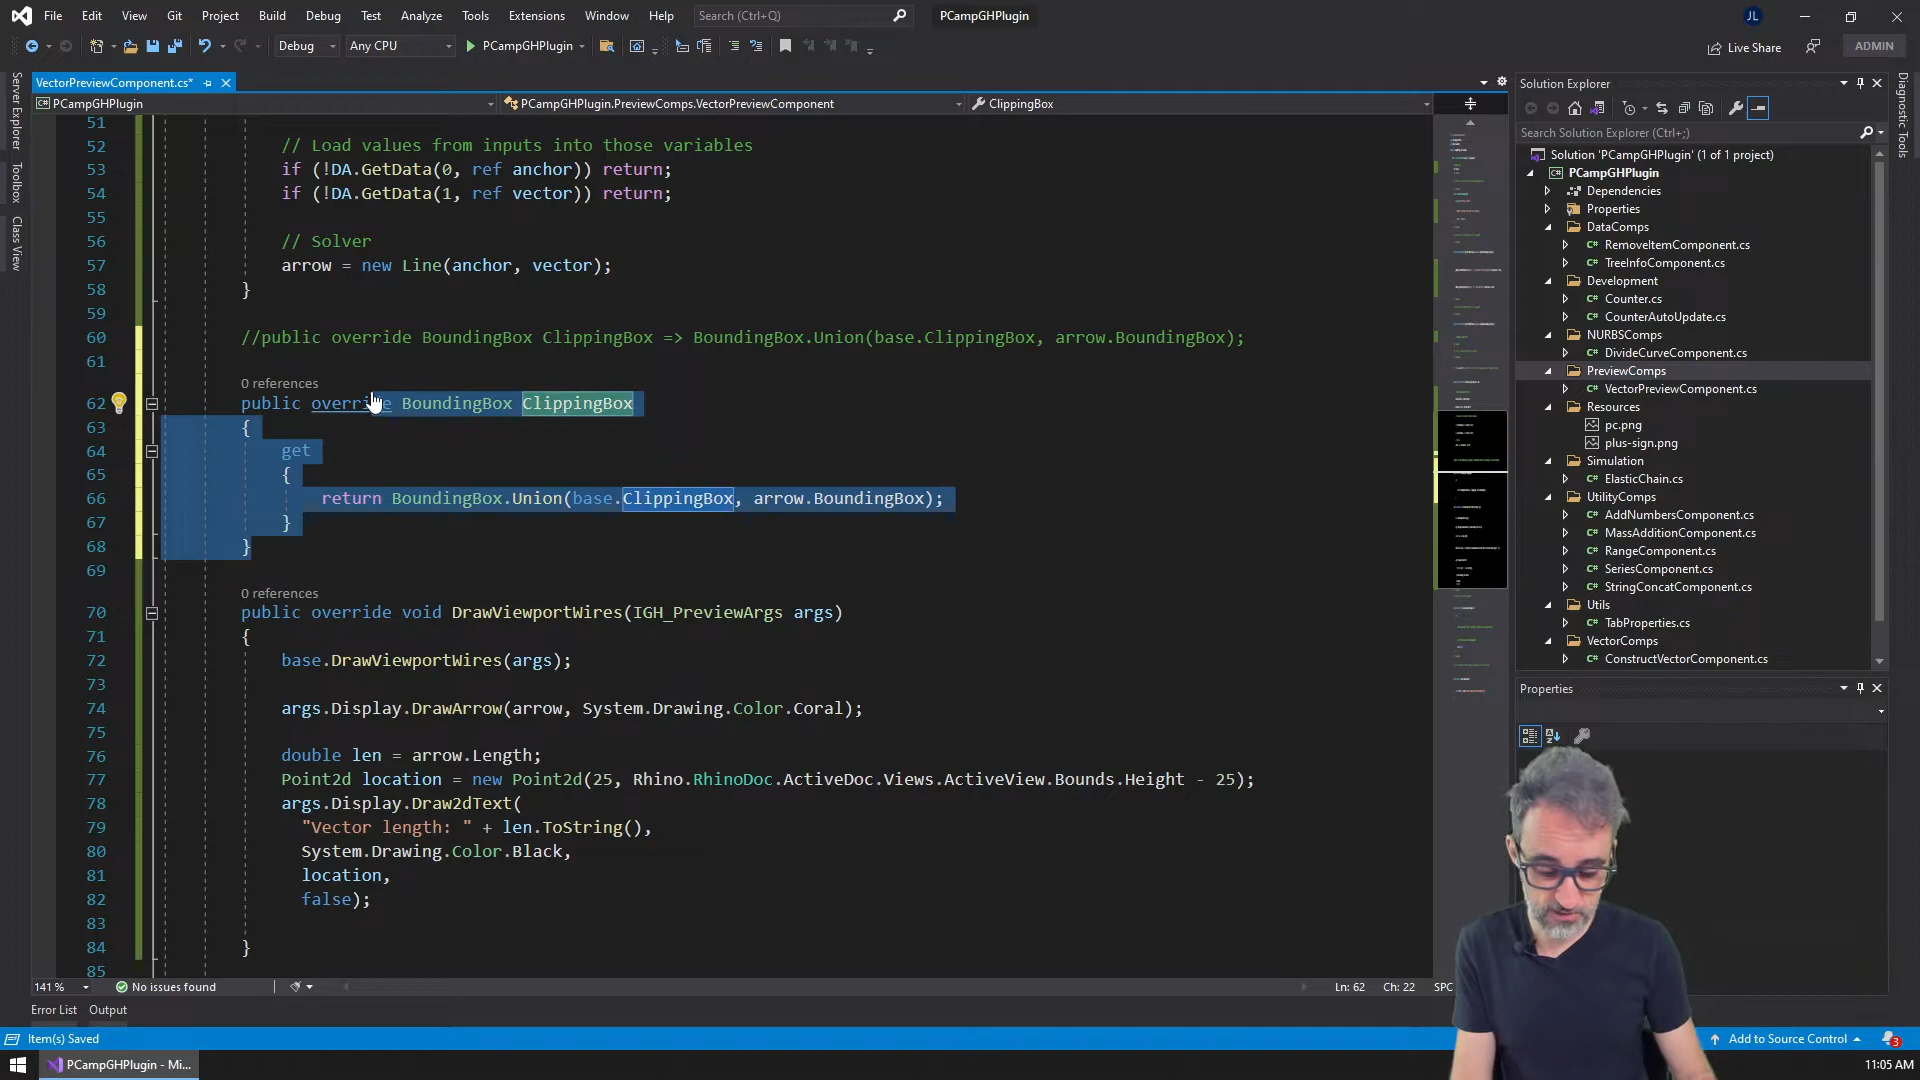 File Edit View Git Project Build Debug Test Analyze Tools Extensions Window Help Search (Ctrl+Q) PCampGHPlugin JL
Debug Any CPU PCampGHPlugin Live Share ADMIN
Server Explorer
Toolbox
Class View
VectorPreviewComponent.cs*
PCampGHPlugin PCampGHPlugin.PreviewComps.VectorPreviewComponent ClippingBox
51
52 // Load values from inputs into those variables
53 if (!DA.GetData(0, ref anchor)) return;
54 if (!DA.GetData(1, ref vector)) return;
55
56 // Solver
57 arrow = new Line(anchor, vector);
58 }
59
60 //public override BoundingBox ClippingBox => BoundingBox.Union(base.ClippingBox, arrow.BoundingBox);
61
0 references
62 public override BoundingBox ClippingBox
63 {
64 get
65 {
66 return BoundingBox.Union(base.ClippingBox, arrow.BoundingBox);
67 }
68 }
69
0 references
70 public override void DrawViewportWires(IGH_PreviewArgs args)
71 {
72 base.DrawViewportWires(args);
73
74 args.Display.DrawArrow(arrow, System.Drawing.Color.Coral);
75
76 double len = arrow.Length;
77 Point2d location = new Point2d(25, Rhino.RhinoDoc.ActiveDoc.Views.ActiveView.Bounds.Height - 25);
78 args.Display.Draw2dText(
79 "Vector length: " + len.ToString(),
80 System.Drawing.Color.Black,
81 location,
82 false);
83
84 }
85
141 % No issues found Ln: 62 Ch: 22 SPC
Error List Output
Item(s) Saved Add to Source Control 3
PCampGHPlugin - Mi... 11:05 AM
Solution Explorer
Search Solution Explorer (Ctrl+;)
Solution 'PCampGHPlugin' (1 of 1 project)
C# PCampGHPlugin
Dependencies
Properties
DataComps
C# RemoveItemComponent.cs
C# TreeInfoComponent.cs
Development
C# Counter.cs
C# CounterAutoUpdate.cs
NURBSComps
C# DivideCurveComponent.cs
PreviewComps
C# VectorPreviewComponent.cs
Resources
pc.png
plus-sign.png
Simulation
C# ElasticChain.cs
UtilityComps
C# AddNumbersComponent.cs
C# MassAdditionComponent.cs
C# RangeComponent.cs
C# SeriesComponent.cs
C# StringConcatComponent.cs
Utils
C# TabProperties.cs
VectorComps
C# ConstructVectorComponent.cs
Properties
Diagnostic Tools